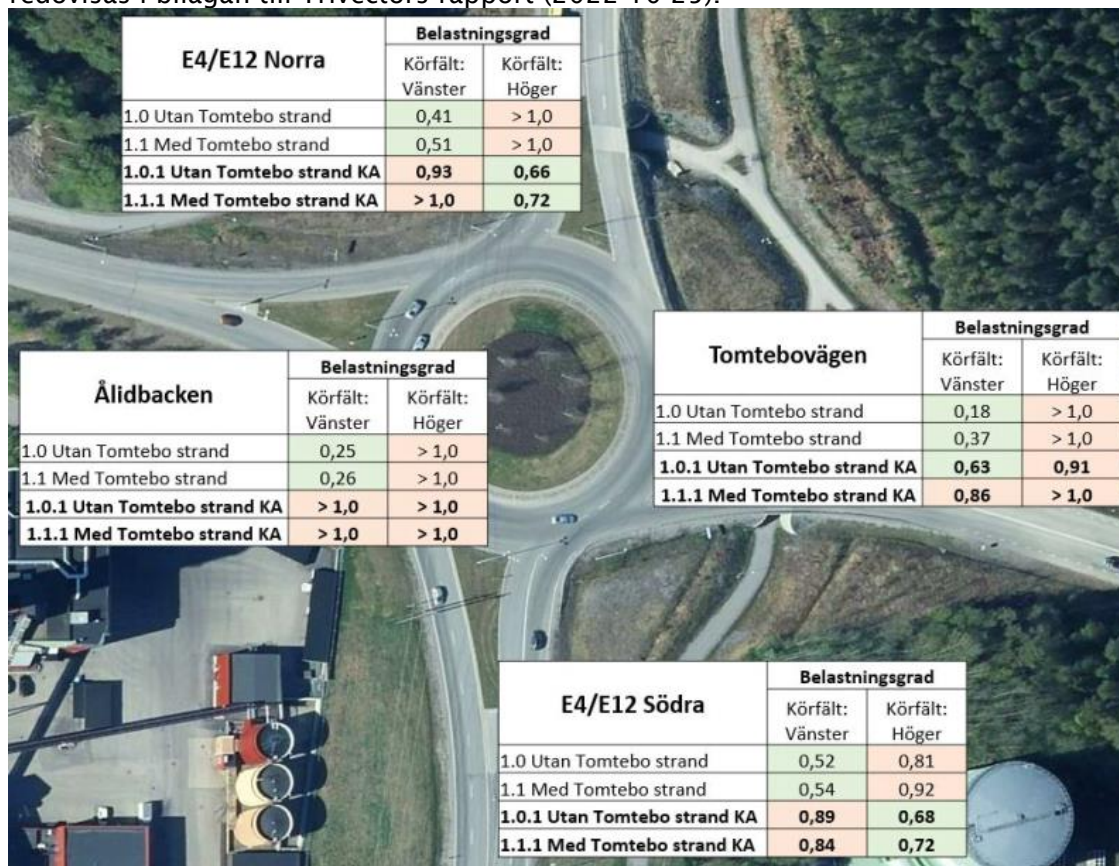 redovisas i bilagan till Trivectors rapport (2022-10-25).
E4/E12 Norra
Belastningsgrad
Körfält: Vänster
Körfält: Höger
1.0 Utan Tomtebo strand 0,41 > 1,0
1.1 Med Tomtebo strand 0,51 > 1,0
1.0.1 Utan Tomtebo strand KA 0,93 0,66
1.1.1 Med Tomtebo strand KA > 1,0 0,72
Tomtebovägen
Belastningsgrad
Körfält: Vänster
Körfält: Höger
1.0 Utan Tomtebo strand 0,18 > 1,0
1.1 Med Tomtebo strand 0,37 > 1,0
1.0.1 Utan Tomtebo strand KA 0,63 0,91
1.1.1 Med Tomtebo strand KA 0,86 > 1,0
Ålidbacken
Belastningsgrad
Körfält: Vänster
Körfält: Höger
1.0 Utan Tomtebo strand 0,25 > 1,0
1.1 Med Tomtebo strand 0,26 > 1,0
1.0.1 Utan Tomtebo strand KA > 1,0 > 1,0
1.1.1 Med Tomtebo strand KA > 1,0 > 1,0
E4/E12 Södra
Belastningsgrad
Körfält: Vänster
Körfält: Höger
1.0 Utan Tomtebo strand 0,52 0,81
1.1 Med Tomtebo strand 0,54 0,92
1.0.1 Utan Tomtebo strand KA 0,89 0,68
1.1.1 Med Tomtebo strand KA 0,84 0,72